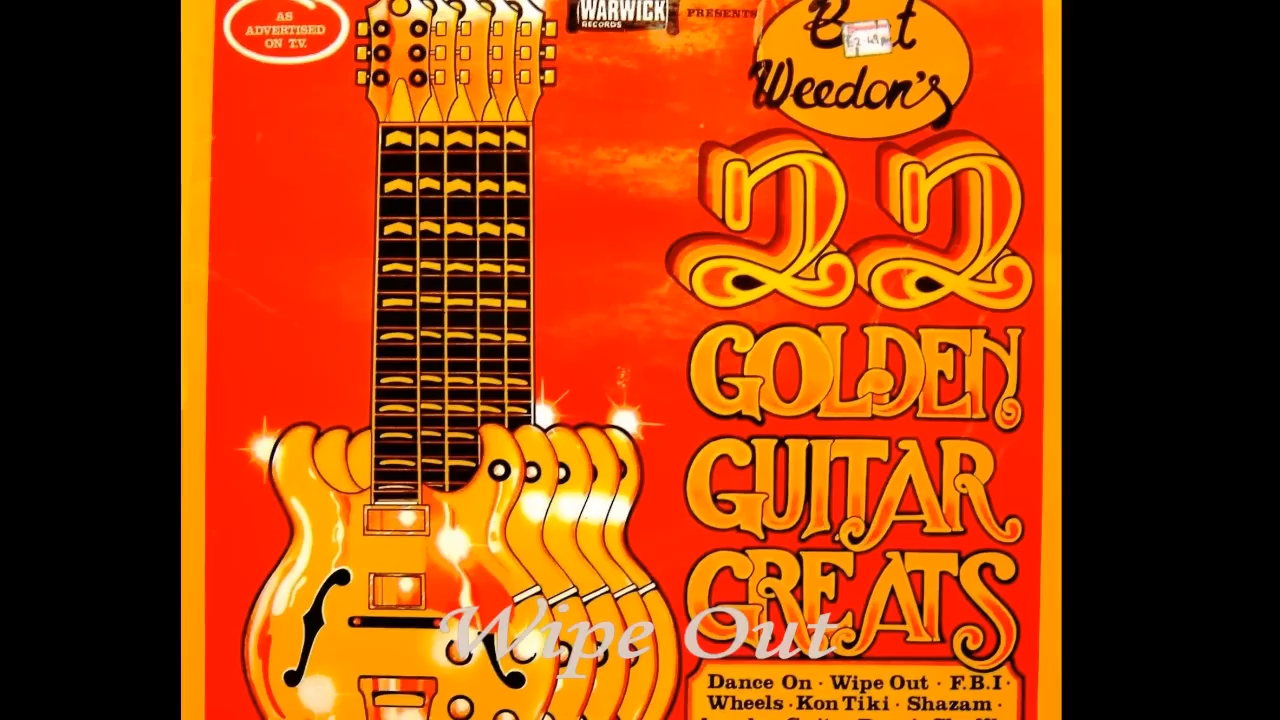 AS
ADVERTISED
ON T.V.
WARWICK
RECORDS
PRESENTS
Weedon's
22
GOLDEN
GUITAR
GREATS
Wipe Out
Dance On · Wipe Out · F.B.I ·
Wheels · Kon Tiki · Shazam ·